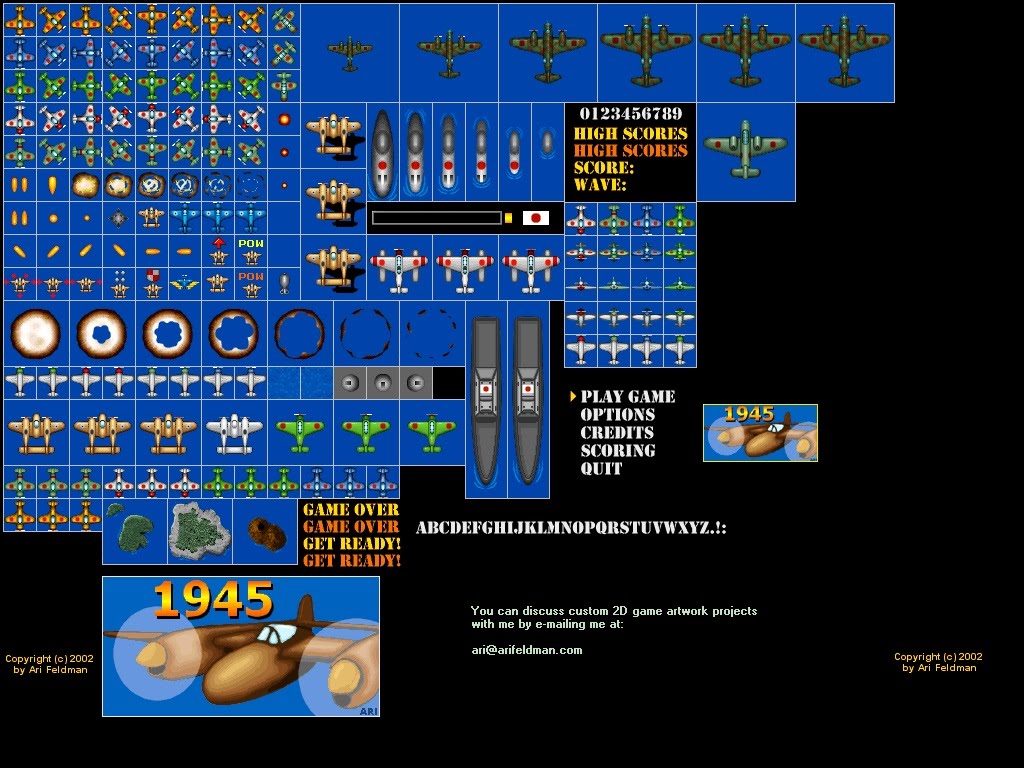 0123456789
HIGH SCORES
HIGH SCORES
SCORE:
WAVE:
POW
POW
PLAY GAME
OPTIONS
CREDITS
SCORING
QUIT
1945
GAME OVER
GAME OVER
GET READY!
GET READY!
ABCDEFGHIJKLMNOPQRSTUVWXYZ.!:
1945
ARI
You can discuss custom 2D game artwork projects
with me by e-mailing me at:
ari@arifeldman.com
Copyright (c) 2002
by Ari Feldman
Copyright (c) 2002
by Ari Feldman